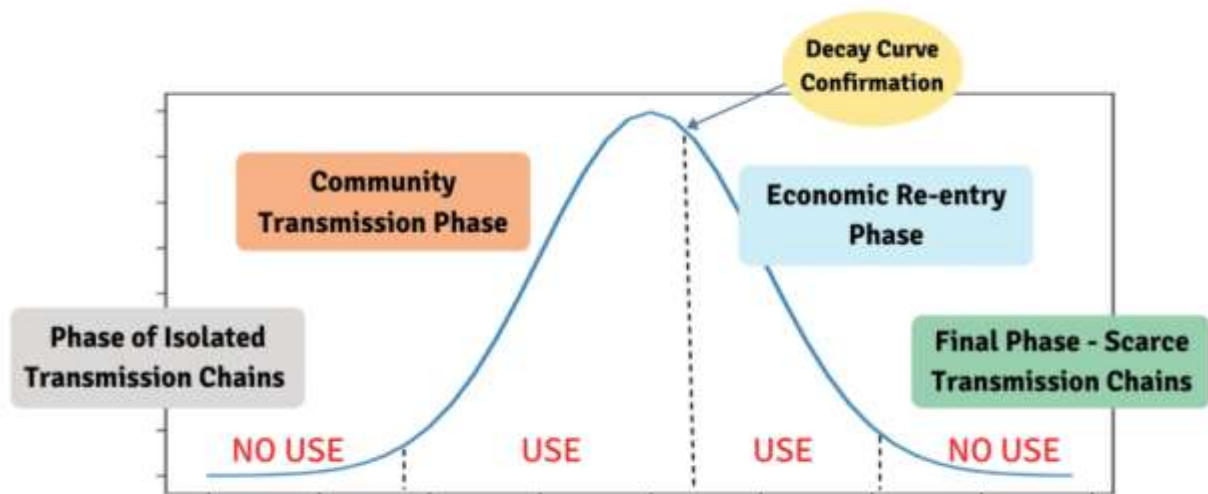 Decay Curve
Confirmation
Community
Transmission Phase
Economic Re-entry
Phase
Phase of Isolated
Transmission Chains
Final Phase - Scarce
Transmission Chains
NO USE
USE
USE
NO USE